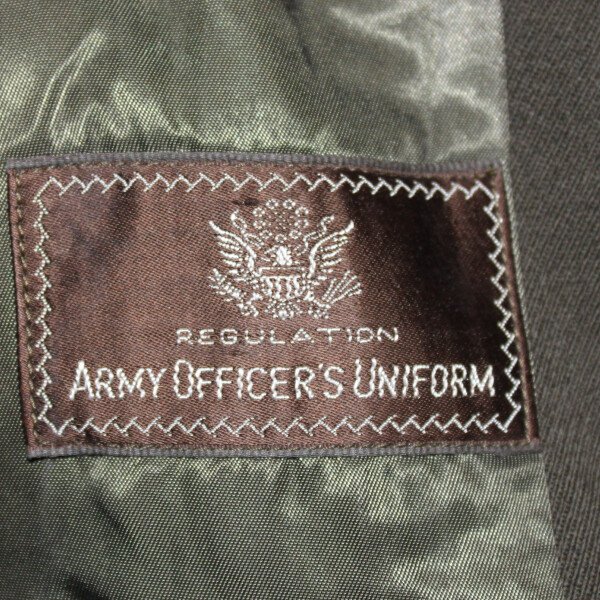 REGULATION
ARMY OFFICER'S UNIFORM